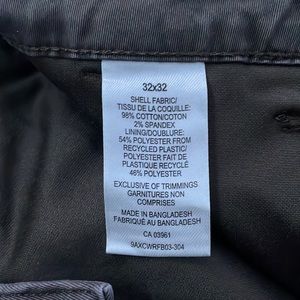 32x32
SHELL FABRIC/
TISSU DE LA COQUILLE:
98% COTTON/COTON
2% SPANDEX
LINING/DOUBLURE:
54% POLYESTER FROM
RECYCLED PLASTIC/
POLYESTER FAIT DE
PLASTIQUE RECYCLÉ
46% POLYESTER
EXCLUSIVE OF TRIMMINGS
GARNITURES NON
COMPRISES
MADE IN BANGLADESH
FABRIQUÉ AU BANGLADESH
CA 03961
9AXCWRFB03-304